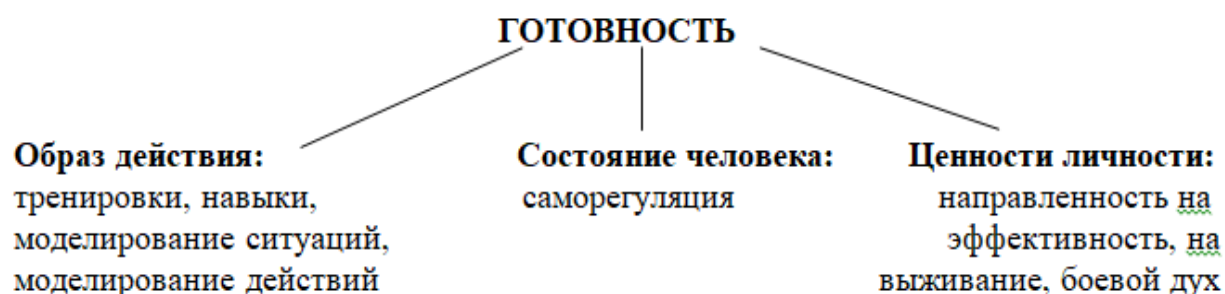 ГОТОВНОСТЬ
Образ действия:
тренировки, навыки,
моделирование ситуаций,
моделирование действий
Состояние человека:
саморегуляция
Ценности личности:
направленность на
эффективность, на
выживание, боевой дух